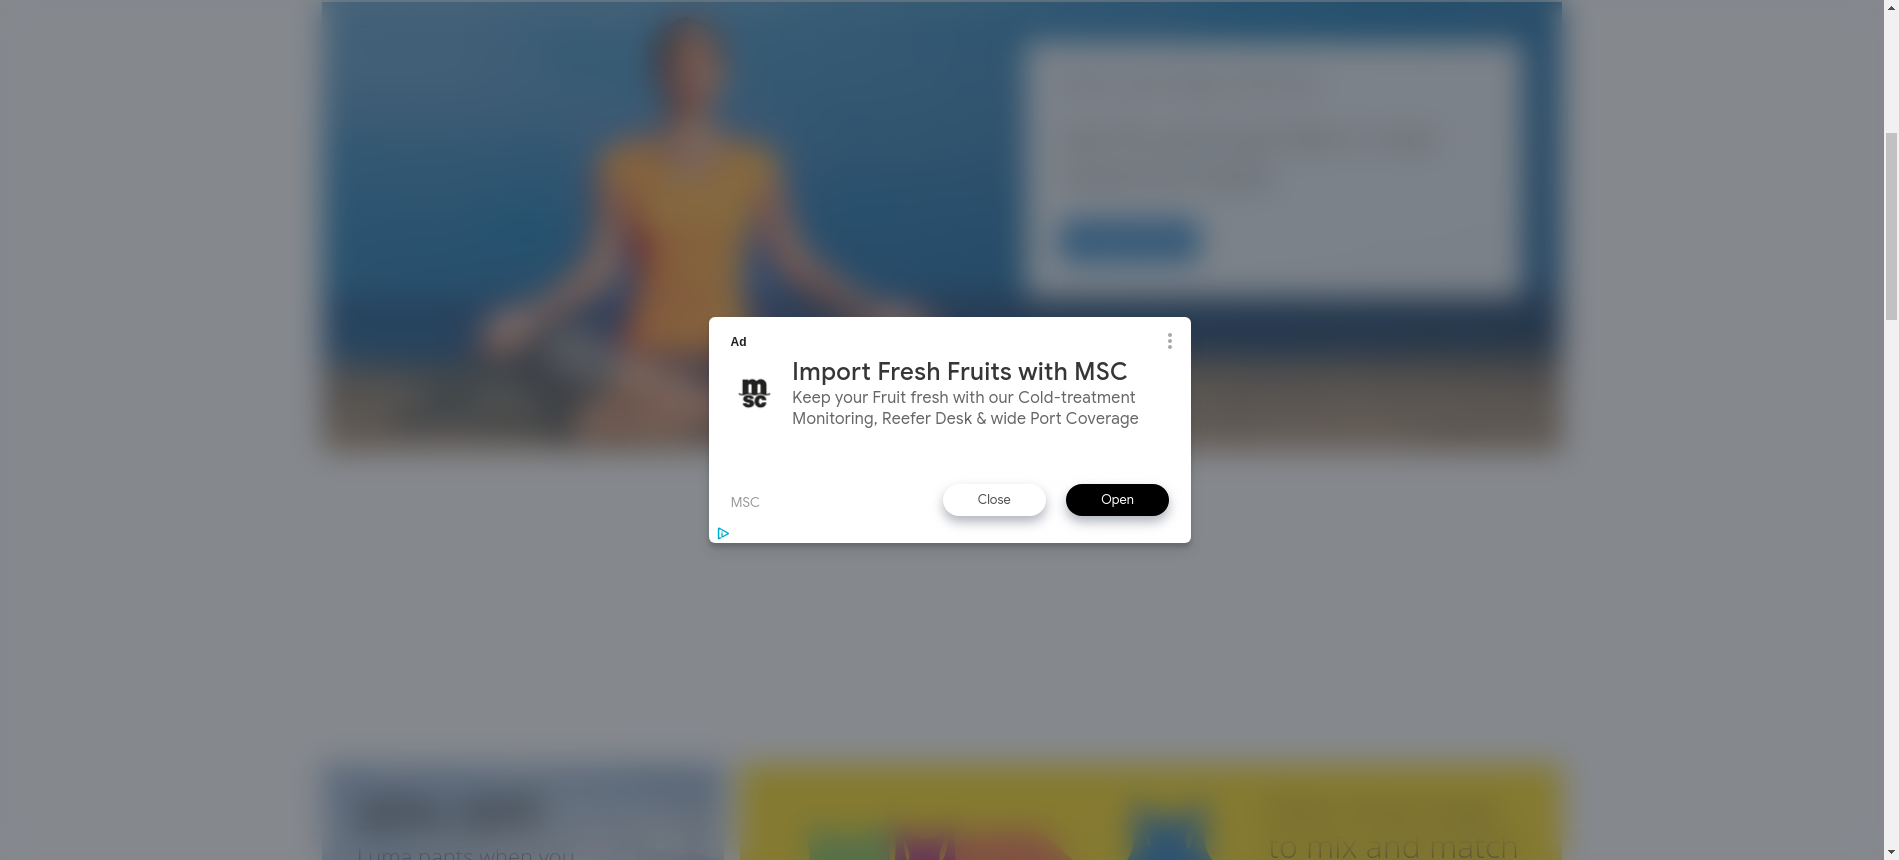 Ad
Import Fresh Fruits with MSC
msc
Keep your Fruit fresh with our Cold-treatment
Monitoring, Reefer Desk & wide Port Coverage
MSC
Close
Open
Luma pants when you
to mix and match